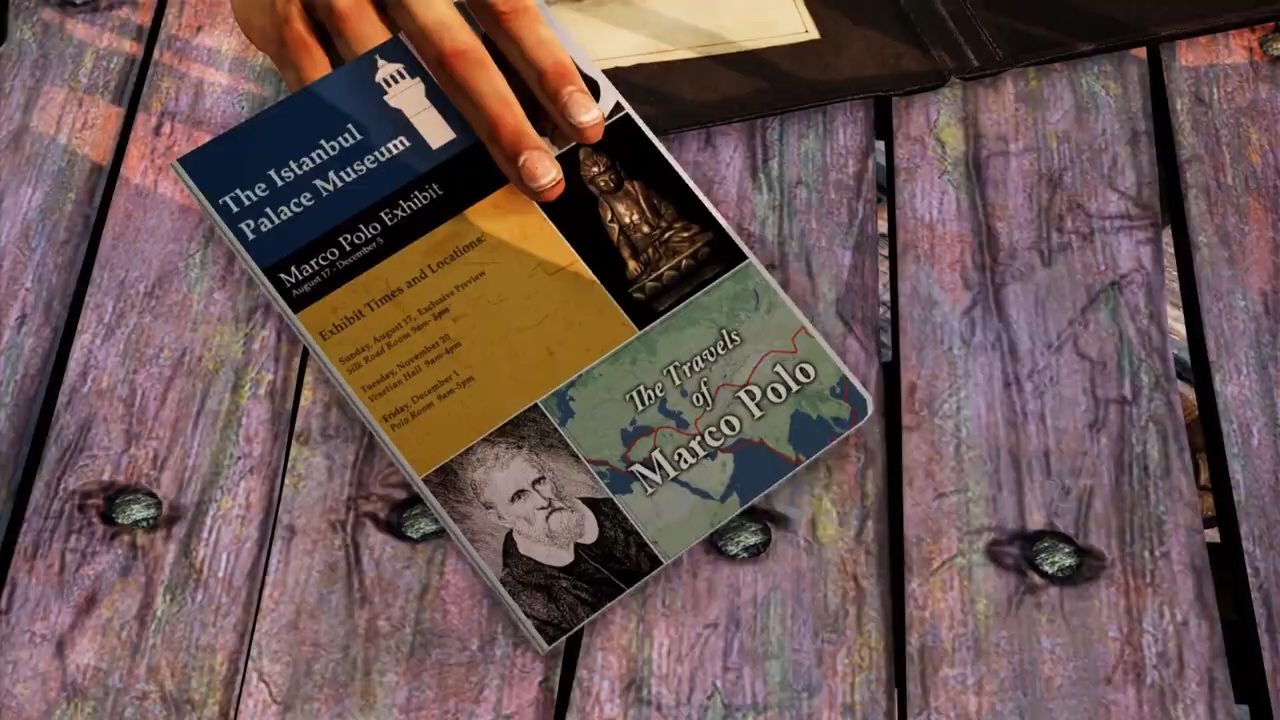 The Istanbul
Palace Museum
Marco Polo Exhibit
August 17 - December 5
Exhibit Times and Locations:
Sunday, August 17, Exclusive Preview
Silk Road Room 9am-5pm
Tuesday, November 20
Venetian Hall 9am-4pm
Friday, December 1
Polo Room 9am-5pm
The Travels
of
Marco Polo